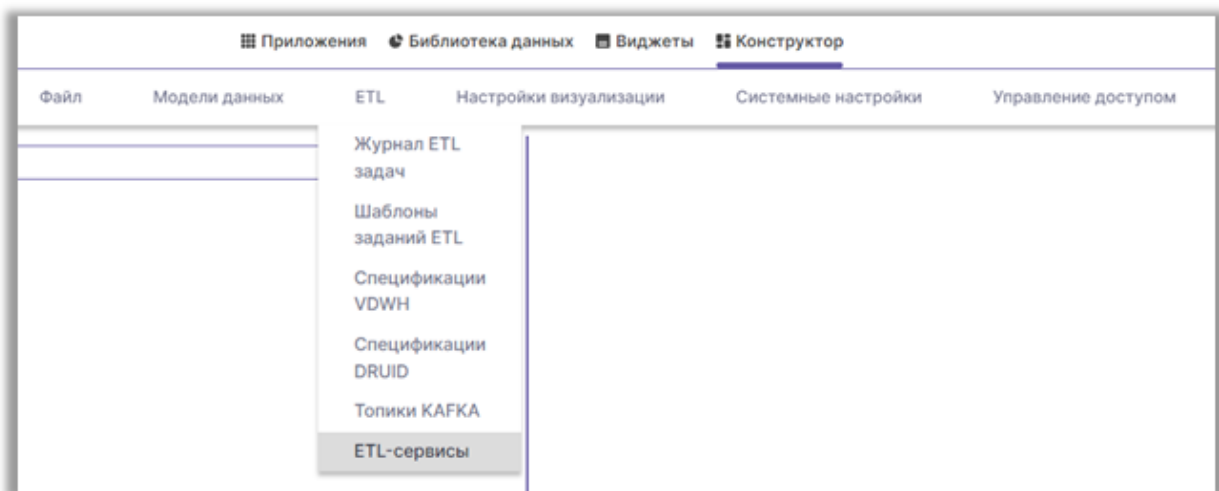 Приложения Библиотека данных Виджеты Конструктор
Файл Модели данных ETL Настройки визуализации Системные настройки Управление доступом
Журнал ETL
задач
Шаблоны
заданий ETL
Спецификации
VDWH
Спецификации
DRUID
Топики KAFKA
ETL-сервисы